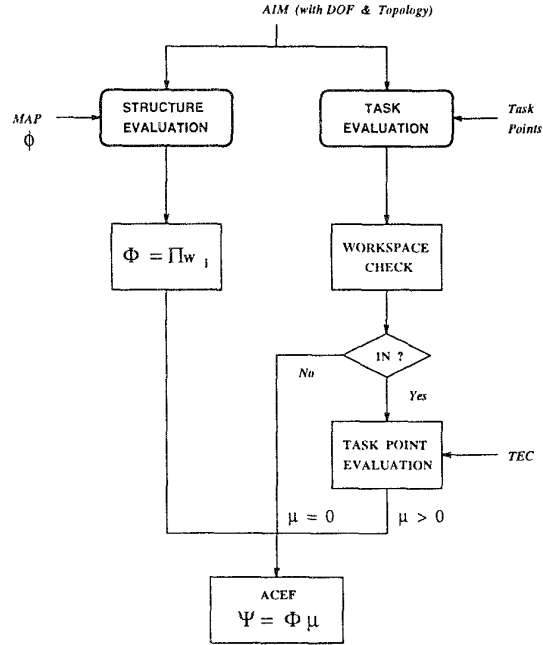 AIM (with DOF & Topology)
STRUCTURE
EVALUATION
TASK
EVALUATION
MAP
ϕ
Task
Points
Φ = Πw i
WORKSPACE
CHECK
IN ?
No
Yes
TASK POINT
EVALUATION
TEC
μ = 0
μ > 0
ACEF
Ψ = Φ μ